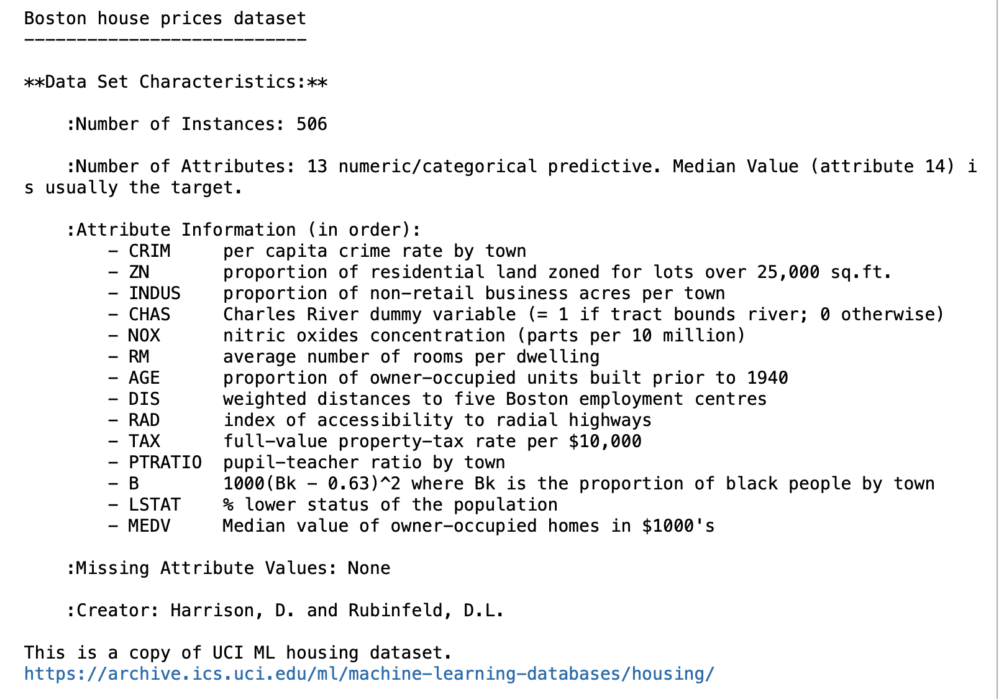 Boston house prices dataset
---------------------------
**Data Set Characteristics:**
:Number of Instances: 506
:Number of Attributes: 13 numeric/categorical predictive. Median Value (attribute 14) i
s usually the target.
:Attribute Information (in order):
- CRIM     per capita crime rate by town
- ZN       proportion of residential land zoned for lots over 25,000 sq.ft.
- INDUS    proportion of non-retail business acres per town
- CHAS     Charles River dummy variable (= 1 if tract bounds river; 0 otherwise)
- NOX      nitric oxides concentration (parts per 10 million)
- RM       average number of rooms per dwelling
- AGE      proportion of owner-occupied units built prior to 1940
- DIS      weighted distances to five Boston employment centres
- RAD      index of accessibility to radial highways
- TAX      full-value property-tax rate per $10,000
- PTRATIO  pupil-teacher ratio by town
- B        1000(Bk - 0.63)^2 where Bk is the proportion of black people by town
- LSTAT    % lower status of the population
- MEDV     Median value of owner-occupied homes in $1000's
:Missing Attribute Values: None
:Creator: Harrison, D. and Rubinfeld, D.L.
This is a copy of UCI ML housing dataset.
https://archive.ics.uci.edu/ml/machine-learning-databases/housing/